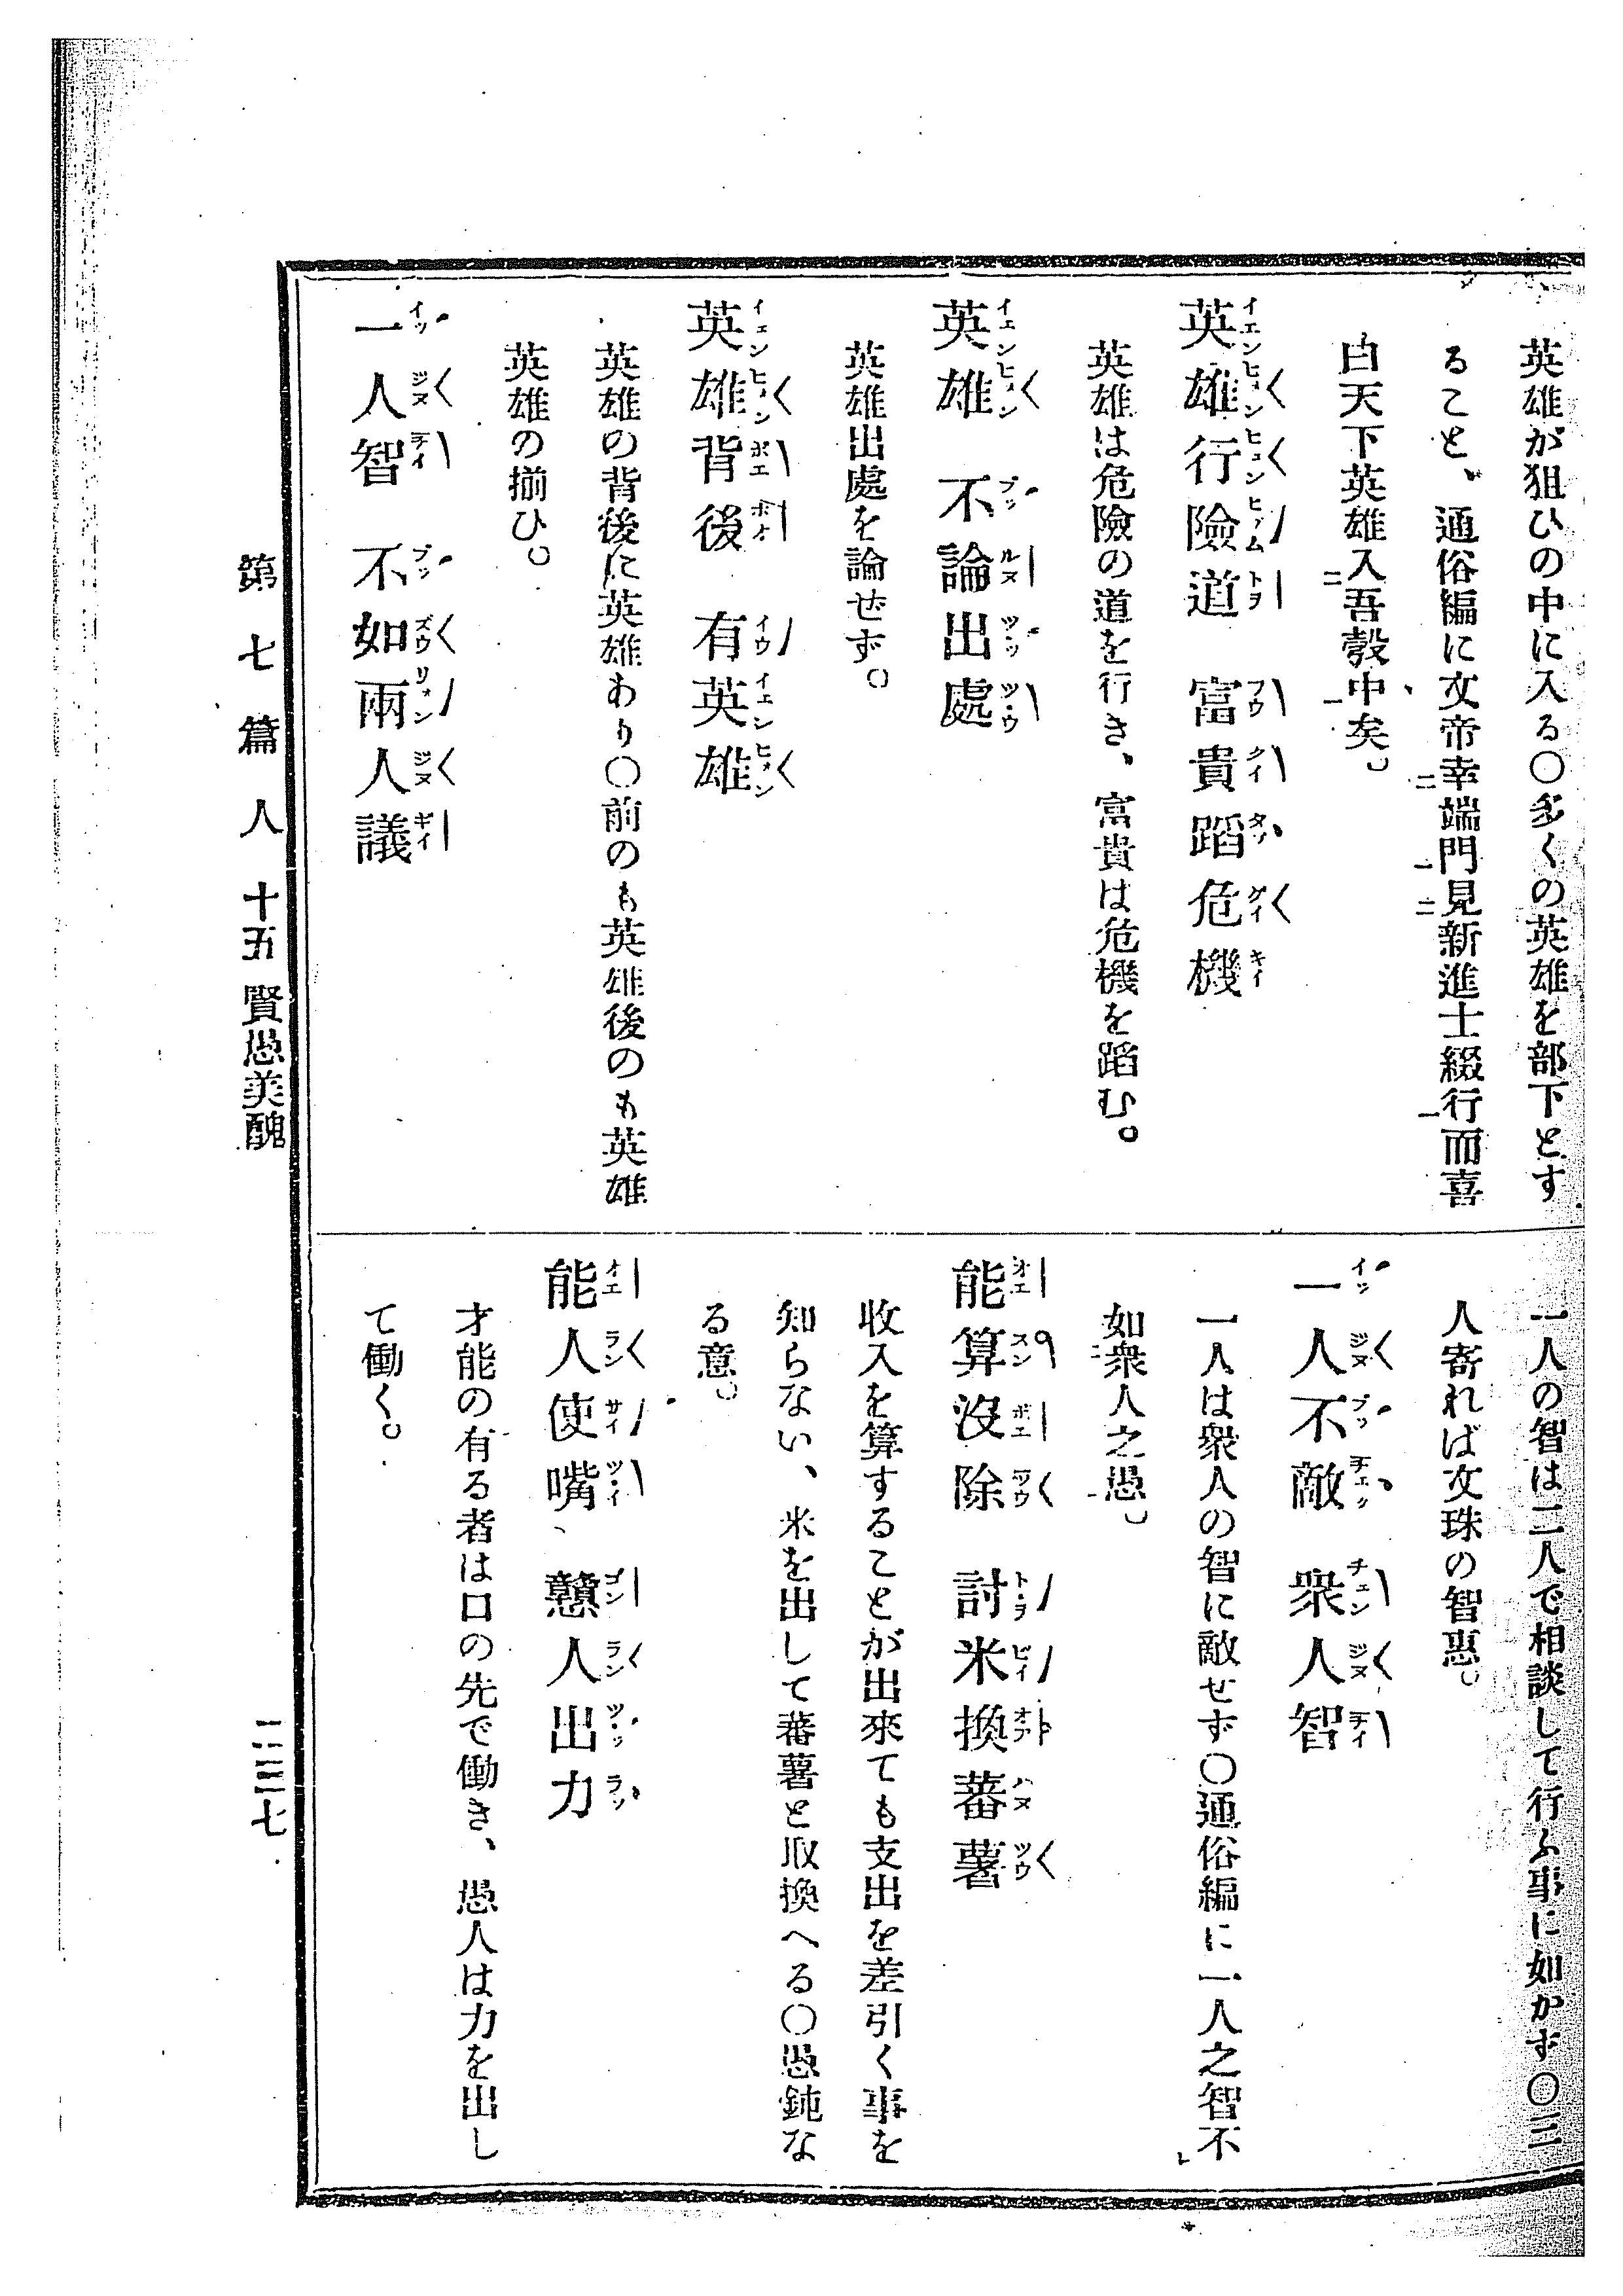 英雄が狙ひの中に入る〇多くの英雄を部下とす
ること、通俗編に文帝幸端門見新進士綴行而喜
曰天下英雄入吾彀中矣。
英雄行險道 富貴蹈危機
英雄は危險の道を行き、富貴は危機を蹈む。
英雄 不論出處
英雄出處を論ぜず。
英雄背後 有英雄
英雄の背後に英雄あり〇前のも英雄後のも英雄
英雄の揃ひ。
一人智 不如兩人議
一人の智は二人で相談して行ふ事に如かず〇三
人寄れば文珠の智惠。
一人不敵 衆人智
一人は衆人の智に敵せず〇通俗編に一人之智不
如衆人之愚。
能算沒除 討米換蕃薯
收入を算することが出來ても支出を差引く事を
知らない、米を出して蕃薯と取換へる〇愚鈍な
る意。
能人使嘴、戇人出力
才能の有る者は口の先で働き、愚人は力を出し
て働く。
第七篇 人 十五 賢愚美醜
二三七